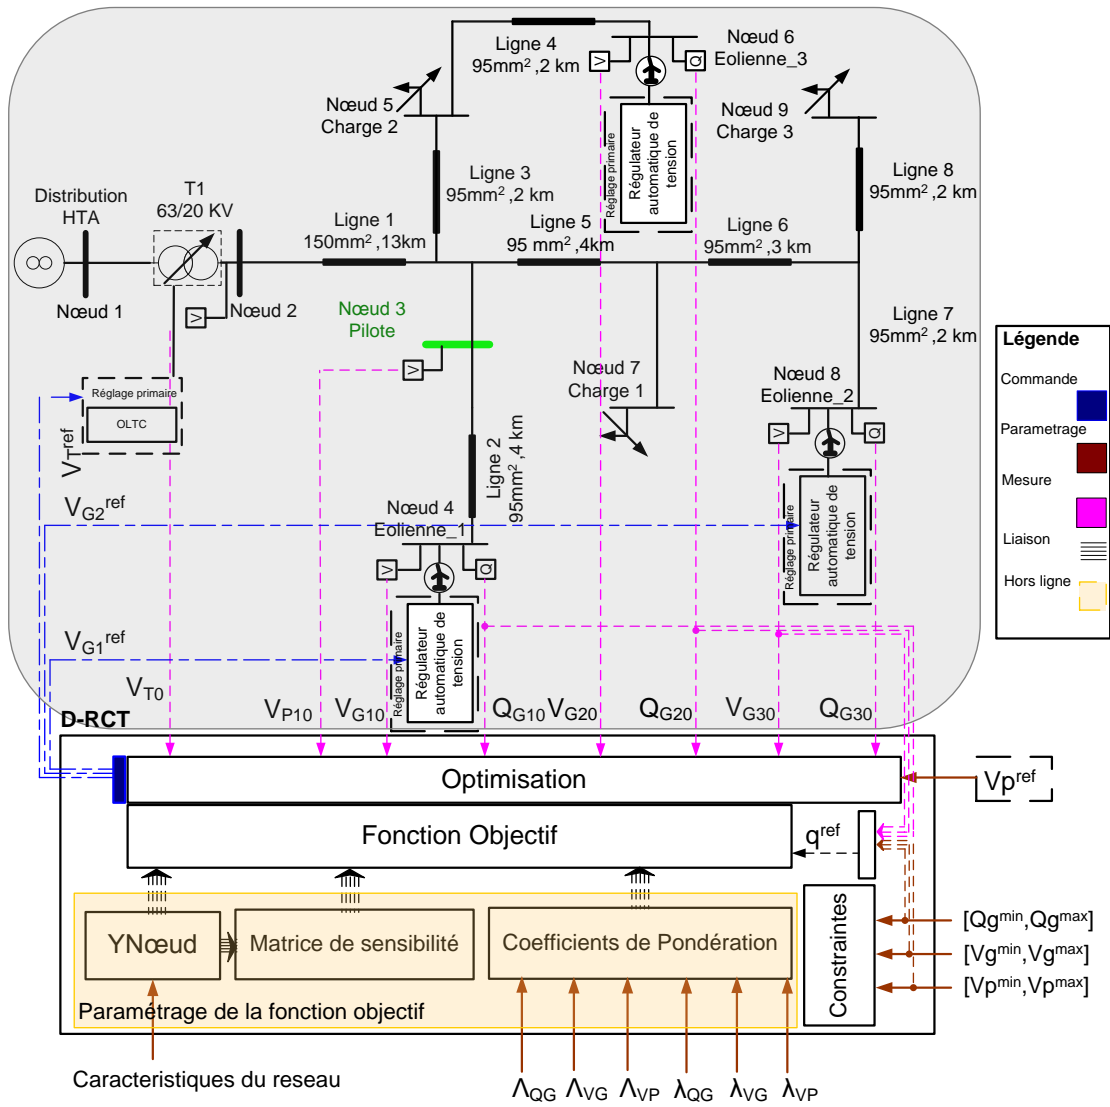 Ligne 4
95mm²,2 km
Nœud 6
Eolienne_3
V
Q
Nœud 5
Charge 2
Nœud 9
Charge 3
Réglage primaire
Régulateur
automatique de
tension
Ligne 3
95mm²,2 km
Ligne 8
95mm²,2 km
Distribution
HTA
T1
63/20 KV
Ligne 1
150mm²,13km
Ligne 5
95 mm²,4km
Ligne 6
95mm²,3 km
8
Nœud 1
Nœud 2
V
Nœud 3
Pilote
V
Ligne 7
95mm²,2 km
Légende
Commande
Parametrage
Mesure
Liaison
Hors ligne
Nœud 7
Charge 1
Nœud 8
Eolienne_2
V
Q
Réglage primaire
OLTC
V_T^ref
Ligne 2
95mm²,4 km
Réglage primaire
Régulateur
automatique de
tension
V_G2^ref
Nœud 4
Eolienne_1
V
Q
Réglage primaire
Régulateur
automatique de
tension
V_G1^ref
V_T0
V_P10
V_G10
Q_G10
V_G20
Q_G20
V_G30
Q_G30
D-RCT
Optimisation
Vp^ref
Fonction Objectif
q^ref
YNœud
Matrice de sensibilité
Coefficients de Pondération
Constraintes
[Qg^min,Qg^max]
[Vg^min,Vg^max]
[Vp^min,Vp^max]
Paramétrage de la fonction objectif
Caracteristiques du reseau
Λ_QG
Λ_VG
Λ_VP
λ_QG
λ_VG
λ_VP